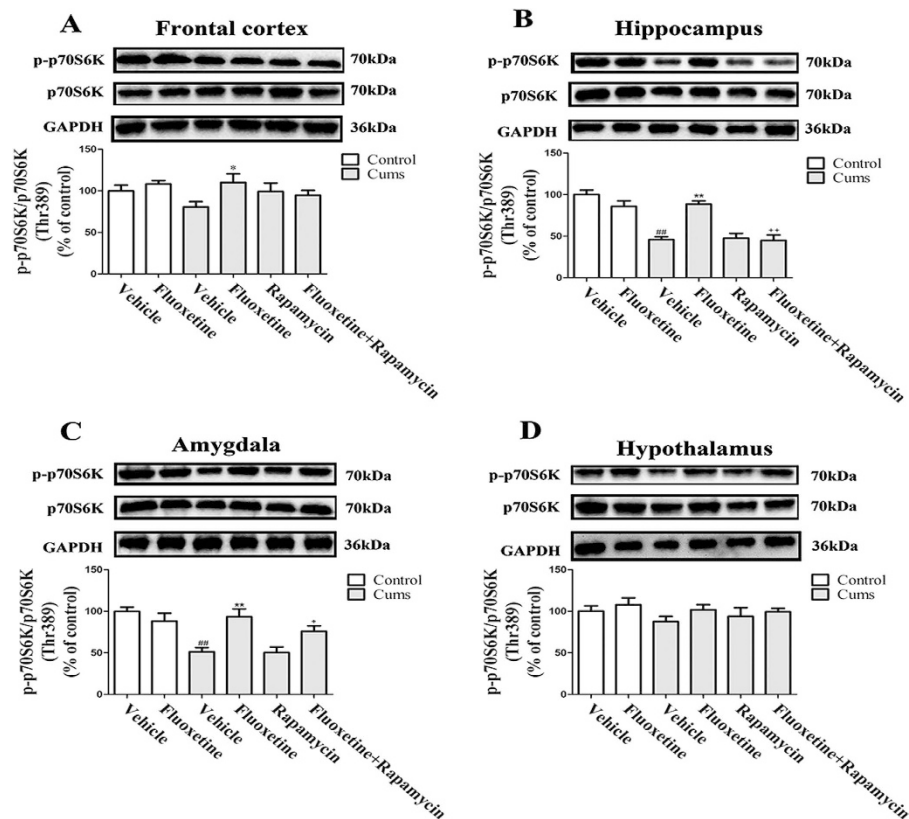 A
Frontal cortex
p-p70S6K
70kDa
p70S6K
70kDa
GAPDH
36kDa
p-p70S6K/p70S6K
(Thr389)
(% of control)
150
100
50
0
*
Control
Cums
Vehicle
Fluoxetine
Vehicle
Fluoxetine
Rapamycin
Fluoxetine+Rapamycin
B
Hippocampus
p-p70S6K
70kDa
p70S6K
70kDa
GAPDH
36kDa
p-p70S6K/p70S6K
(Thr389)
(% of control)
150
100
50
0
##
**
++
Control
Cums
Vehicle
Fluoxetine
Vehicle
Fluoxetine
Rapamycin
Fluoxetine+Rapamycin
C
Amygdala
p-p70S6K
70kDa
p70S6K
70kDa
GAPDH
36kDa
p-p70S6K/p70S6K
(Thr389)
(% of control)
150
100
50
0
##
**
+
Control
Cums
Vehicle
Fluoxetine
Vehicle
Fluoxetine
Rapamycin
Fluoxetine+Rapamycin
D
Hypothalamus
p-p70S6K
70kDa
p70S6K
70kDa
GAPDH
36kDa
p-p70S6K/p70S6K
(Thr389)
(% of control)
150
100
50
0
Control
Cums
Vehicle
Fluoxetine
Vehicle
Fluoxetine
Rapamycin
Fluoxetine+Rapamycin